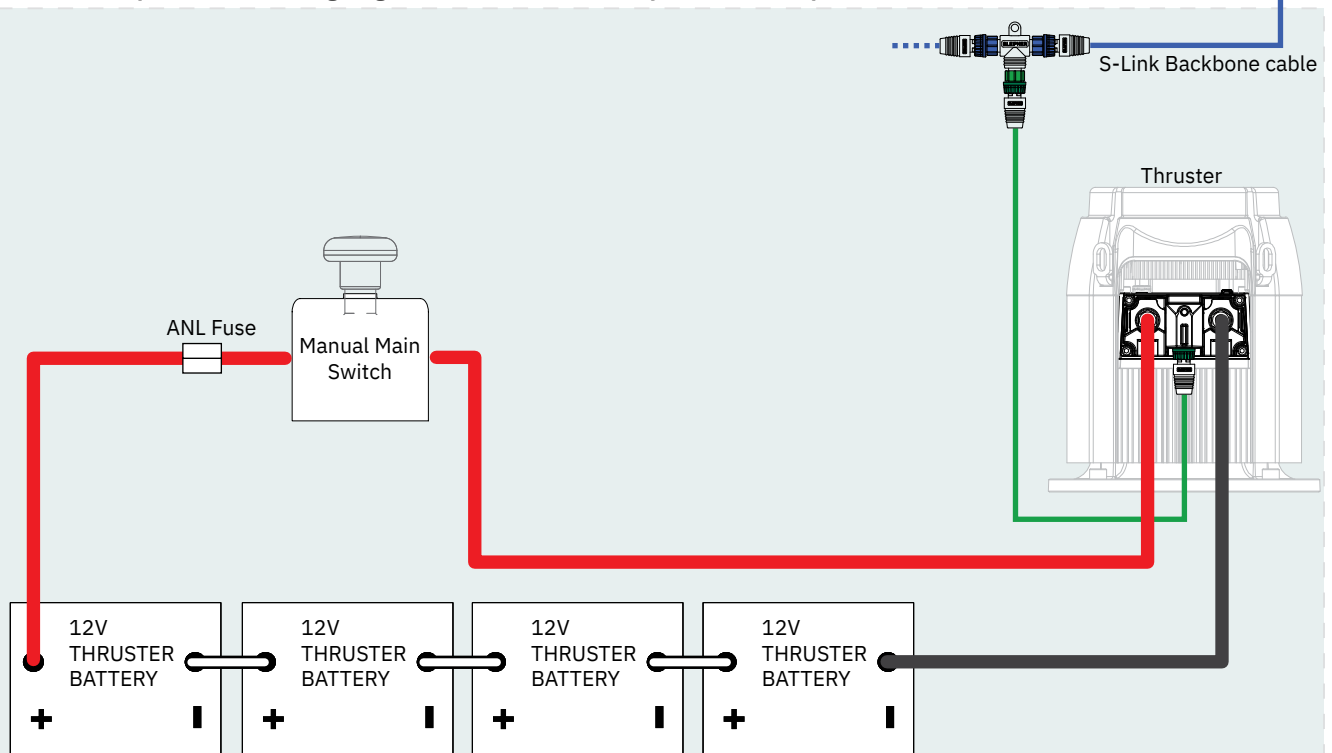 S-Link Backbone cable
Thruster
ANL Fuse
Manual Main
Switch
12V
THRUSTER
BATTERY
+ -
12V
THRUSTER
BATTERY
+ -
12V
THRUSTER
BATTERY
+ -
12V
THRUSTER
BATTERY
+ -